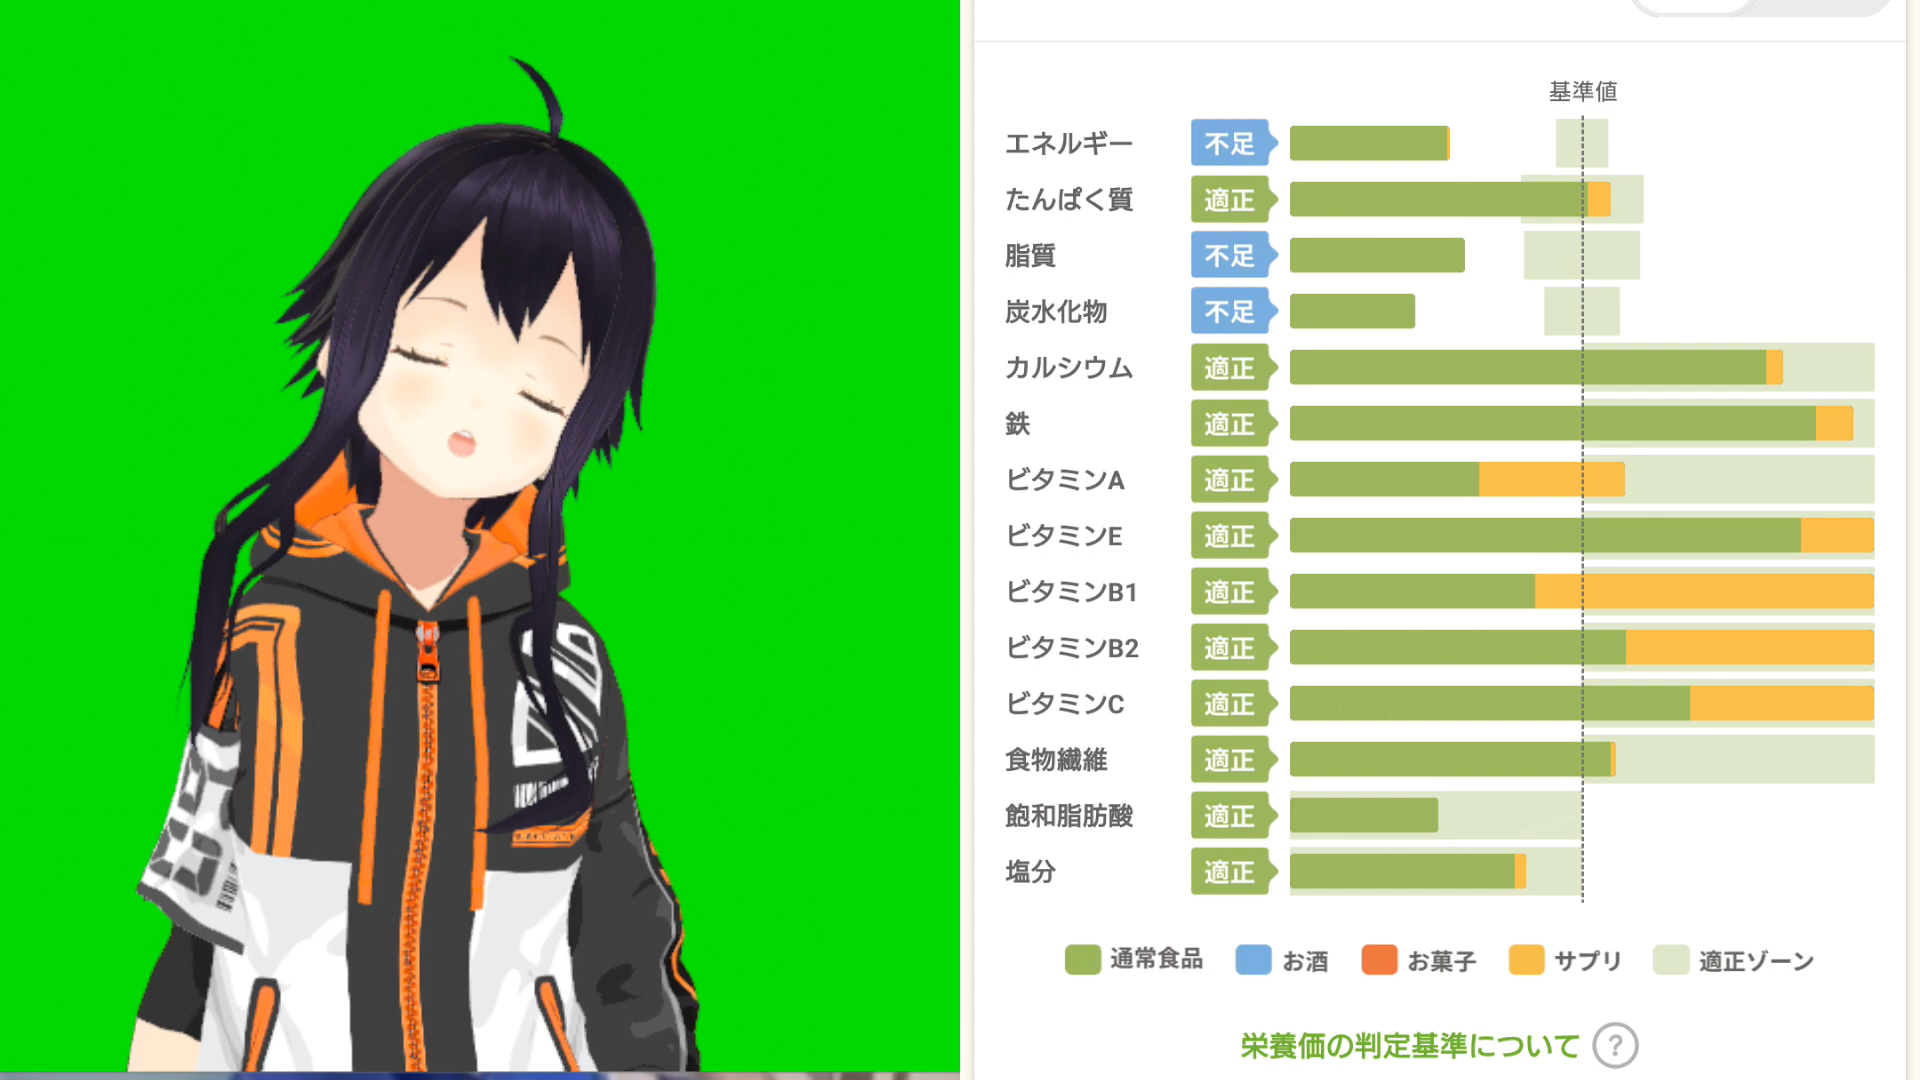 基準値
エネルギー 不足
たんぱく質 適正
脂質 不足
炭水化物 不足
カルシウム 適正
鉄 適正
ビタミンA 適正
ビタミンE 適正
ビタミンB1 適正
ビタミンB2 適正
ビタミンC 適正
食物繊維 適正
飽和脂肪酸 適正
塩分 適正
通常食品 お酒 お菓子 サプリ 適正ゾーン
栄養価の判定基準について ?